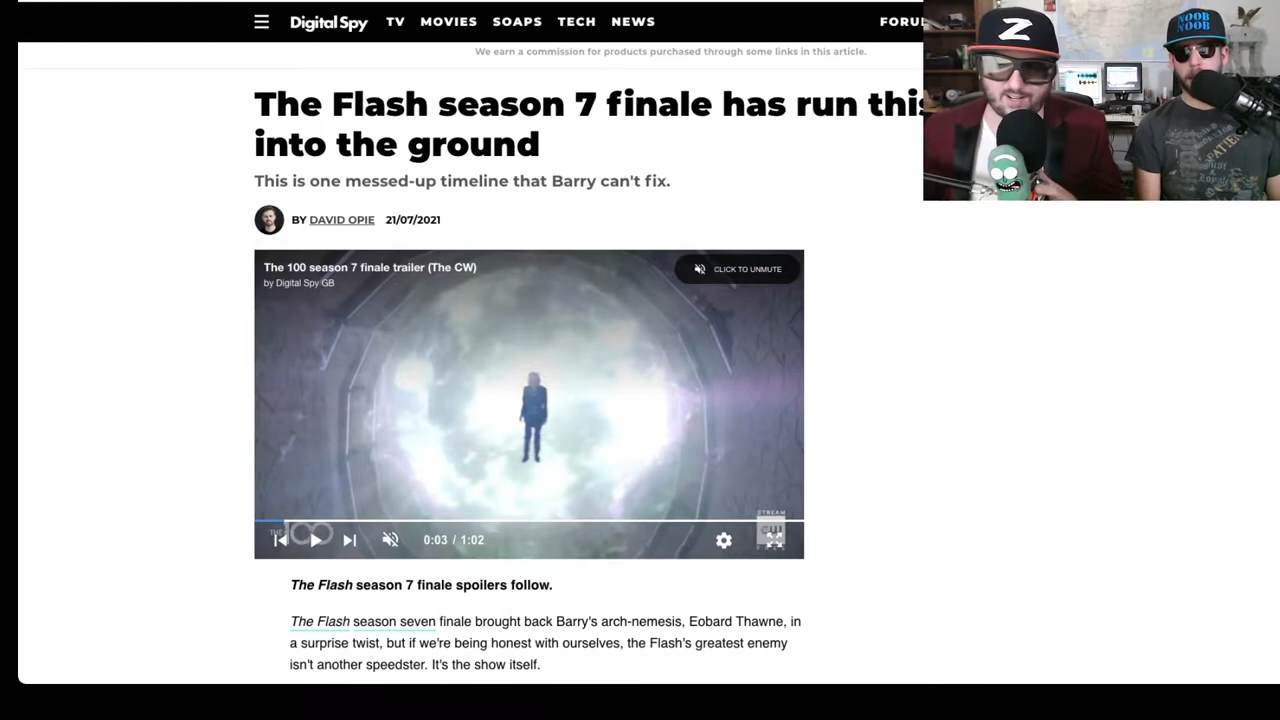 Digital Spy TV MOVIES SOAPS TECH NEWS
We earn a commission for products purchased through some links in this article.
The Flash season 7 finale has run
into the ground
This is one messed-up timeline that Barry can't fix.
BY DAVID OPIE 21/07/2021
The 100 season 7 finale trailer (The CW)
CLICK TO UNMUTE
by Digital Spy GB
STREAM
0:03 / 1:02
The Flash season 7 finale spoilers follow.
The Flash season seven finale brought back Barry's arch-nemesis, Eobard Thawne, in
a surprise twist, but if we're being honest with ourselves, the Flash's greatest enemy
isn't another speedster. It's the show itself.
Z
NOOB
NOOB